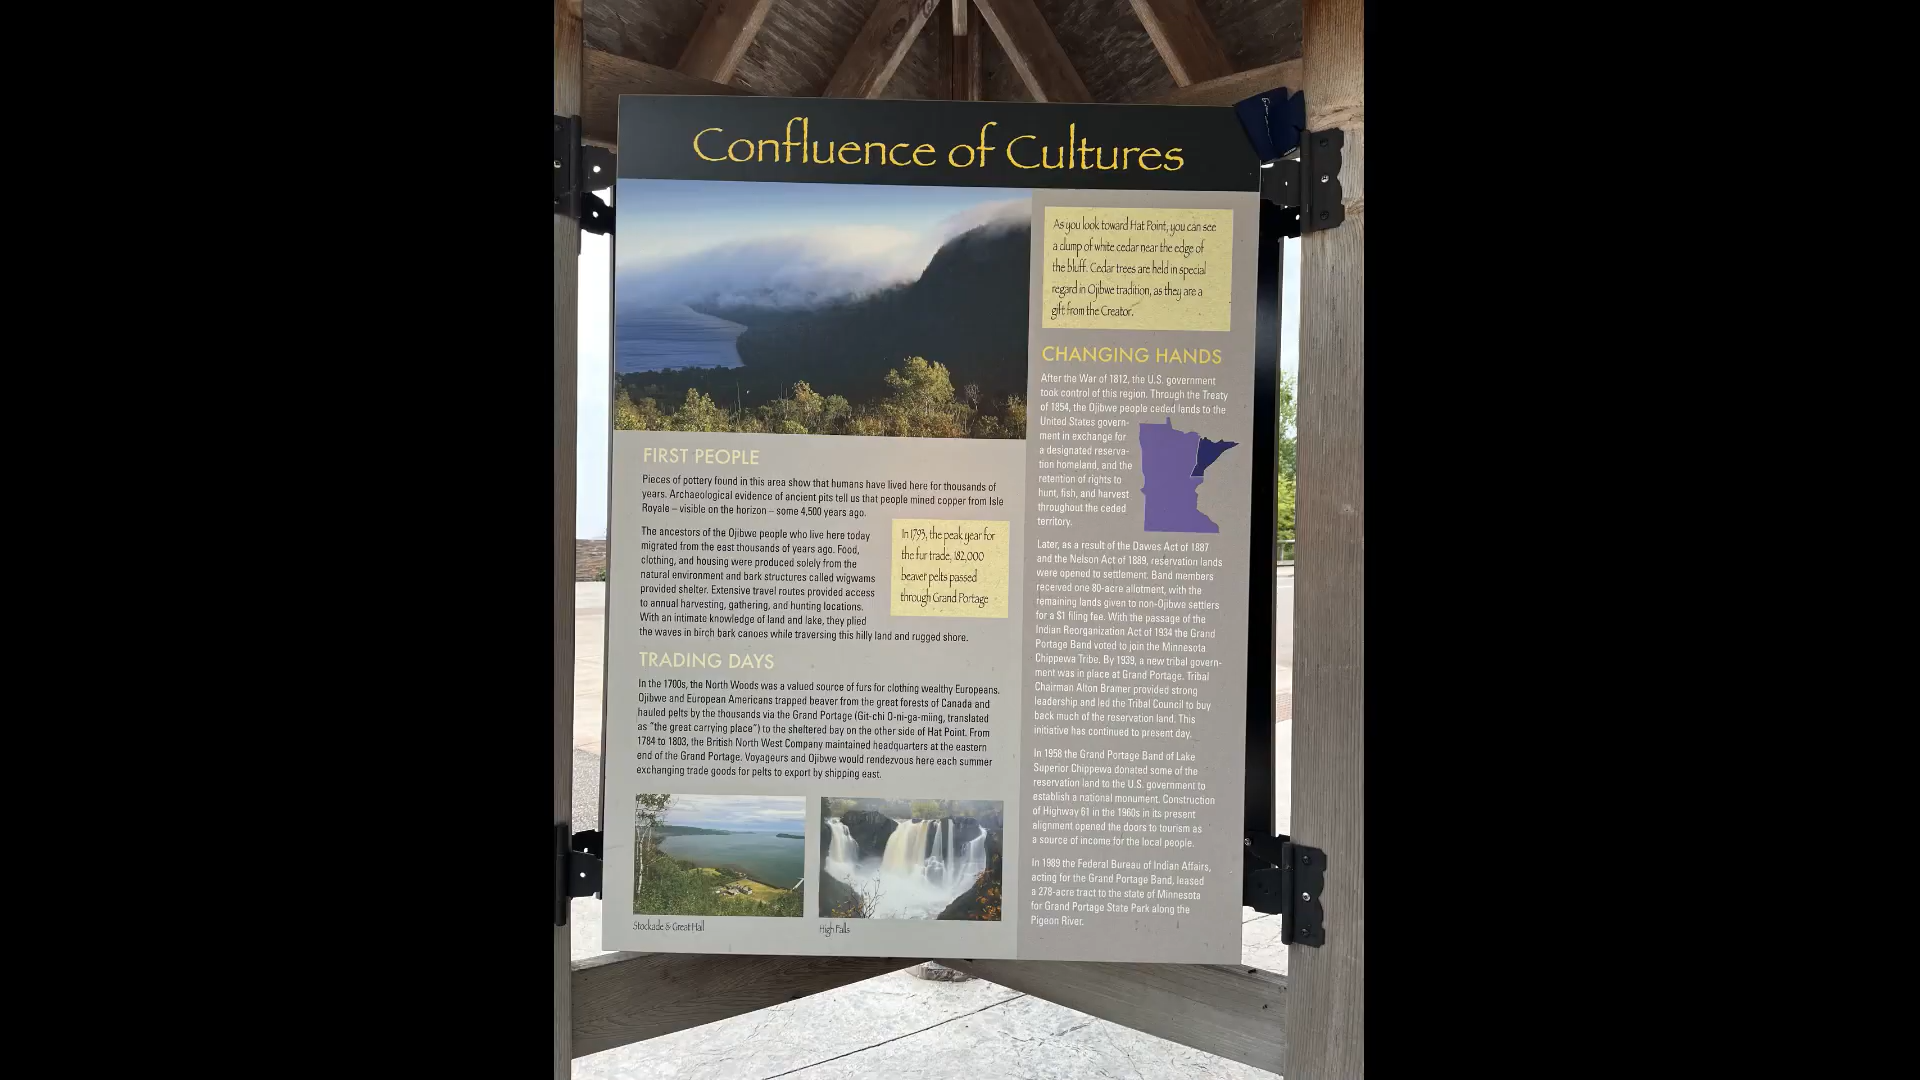 Confluence of Cultures
As you look toward Hat Point, you can see
a clump of white cedar near the edge of
the bluff. Cedar trees are held in special
regard in Ojibwe tradition, as they are a
gift from the Creator.
FIRST PEOPLE
Pieces of pottery found in this area show that humans have lived here for thousands of
years. Archaeological evidence of ancient pits tell us that people mined copper from Isle
Royale – visible on the horizon – some 4,500 years ago.
The ancestors of the Ojibwe people who live here today
migrated from the east thousands of years ago. Food,
clothing, and housing were produced solely from the
natural environment and bark structures called wigwams
provided shelter. Extensive travel routes provided access
to annual harvesting, gathering, and hunting locations.
With an intimate knowledge of land and lake, they plied
the waves in birch bark canoes while traversing this hilly land and rugged shore.
In 1793, the peak year for
the fur trade, 182,000
beaver pelts passed
through Grand Portage
TRADING DAYS
In the 1700s, the North Woods was a valued source of furs for clothing wealthy Europeans.
Ojibwe and European Americans trapped beaver from the great forests of Canada and
hauled pelts by the thousands via the Grand Portage (Git-chi O-ni-ga-miing, translated
as “the great carrying place”) to the sheltered bay on the other side of Hat Point. From
1784 to 1803, the British North West Company maintained headquarters at the eastern
end of the Grand Portage. Voyageurs and Ojibwe would rendezvous here each summer
exchanging trade goods for pelts to export by shipping east.
Stockade & Great Hall
High Falls
CHANGING HANDS
After the War of 1812, the U.S. government
took control of this region. Through the Treaty
of 1854, the Ojibwe people ceded lands to the
United States govern-
ment in exchange for
a designated reserva-
tion homeland, and the
retention of rights to
hunt, fish, and harvest
throughout the ceded
territory.
Later, as a result of the Dawes Act of 1887
and the Nelson Act of 1889, reservation lands
were opened to settlement. Band members
received one 80-acre allotment, with the
remaining lands given to non-Ojibwe settlers
for a $1 filing fee. With the passage of the
Indian Reorganization Act of 1934 the Grand
Portage Band voted to join the Minnesota
Chippewa Tribe. By 1939, a new tribal govern-
ment was in place at Grand Portage. Tribal
Chairman Alton Bramer provided strong
leadership and led the Tribal Council to buy
back much of the reservation land. This
initiative has continued to present day.
In 1958 the Grand Portage Band of Lake
Superior Chippewa donated some of the
reservation land to the U.S. government to
establish a national monument. Construction
of Highway 61 in the 1960s in its present
alignment opened the doors to tourism as
a source of income for the local people.
In 1989 the Federal Bureau of Indian Affairs,
acting for the Grand Portage Band, leased
a 278-acre tract to the state of Minnesota
for Grand Portage State Park along the
Pigeon River.